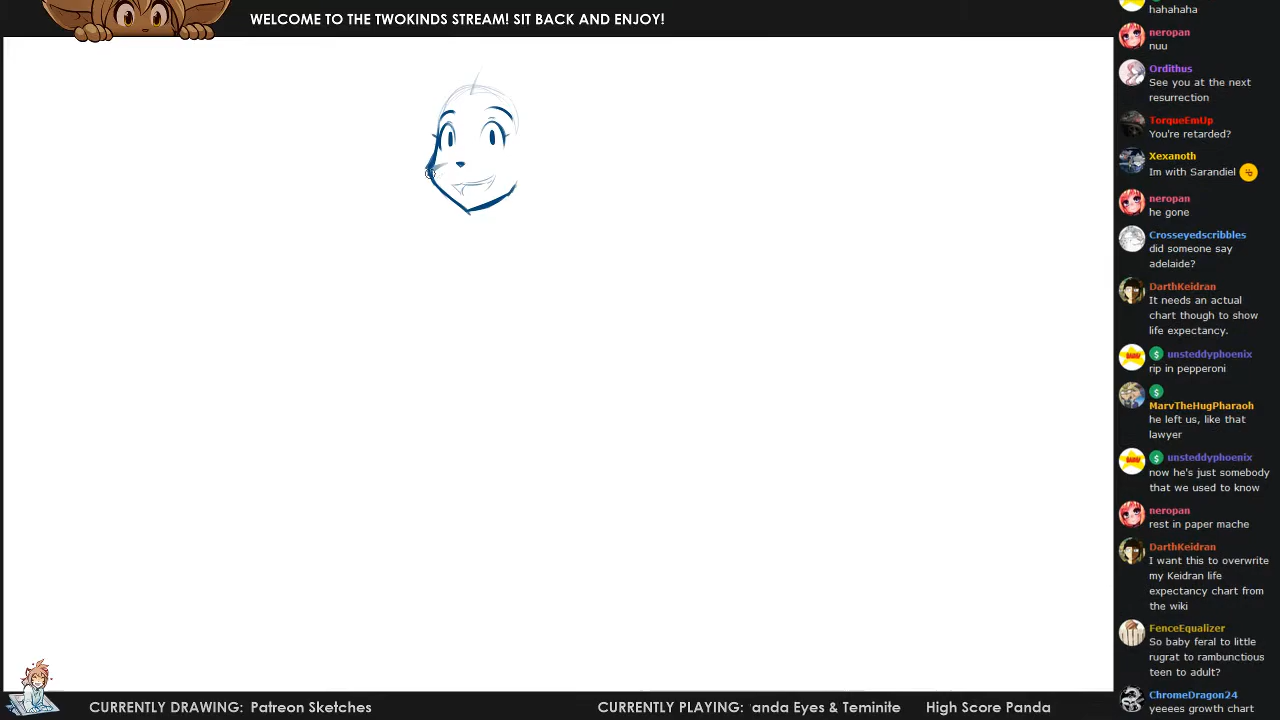 WELCOME TO THE TWOKINDS STREAM! SIT BACK AND ENJOY!
hahahaha
neropan
nuu
Ordithus
See you at the next
resurrection
TorqueEmUp
You're retarded?
Xexanoth
Im with Sarandiel
neropan
he gone
Crosseyedscribbles
did someone say
adelaide?
DarthKeidran
It needs an actual
chart though to show
life expectancy.
$ unsteddyphoenix
rip in pepperoni
$
MarvTheHugPharaoh
he left us, like that
lawyer
$ unsteddyphoenix
now he's just somebody
that we used to know
neropan
rest in paper mache
DarthKeidran
I want this to overwrite
my Keidran life
expectancy chart from
the wiki
FenceEqualizer
So baby feral to little
rugrat to rambunctious
teen to adult?
ChromeDragon24
yeeees growth chart
CURRENTLY DRAWING: Patreon Sketches
CURRENTLY PLAYING: 'anda Eyes & Teminite High Score Panda